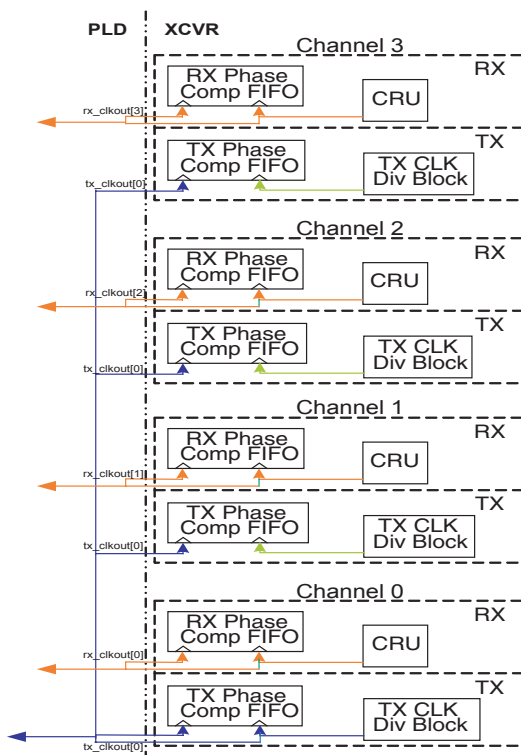 PLD XCVR
Channel 3
RX
RX Phase
Comp FIFO
CRU
rx_clkout[3]
TX
TX Phase
Comp FIFO
TX CLK
Div Block
tx_clkout[0]
Channel 2
RX
RX Phase
Comp FIFO
CRU
rx_clkout[2]
TX
TX Phase
Comp FIFO
TX CLK
Div Block
tx_clkout[0]
Channel 1
RX
RX Phase
Comp FIFO
CRU
rx_clkout[1]
TX
TX Phase
Comp FIFO
TX CLK
Div Block
tx_clkout[0]
Channel 0
RX
RX Phase
Comp FIFO
CRU
rx_clkout[0]
TX
TX Phase
Comp FIFO
TX CLK
Div Block
tx_clkout[0]